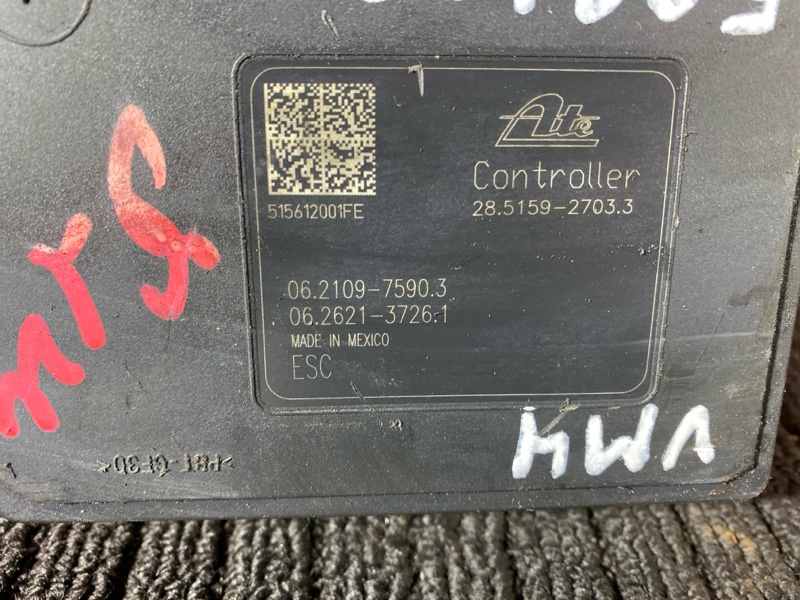 Ate
Controller
515612001FE
28.5159-2703.3
06.2109-7590.3
06.2621-3726.1
MADE IN MEXICO
ESC
>PBT-GF30<